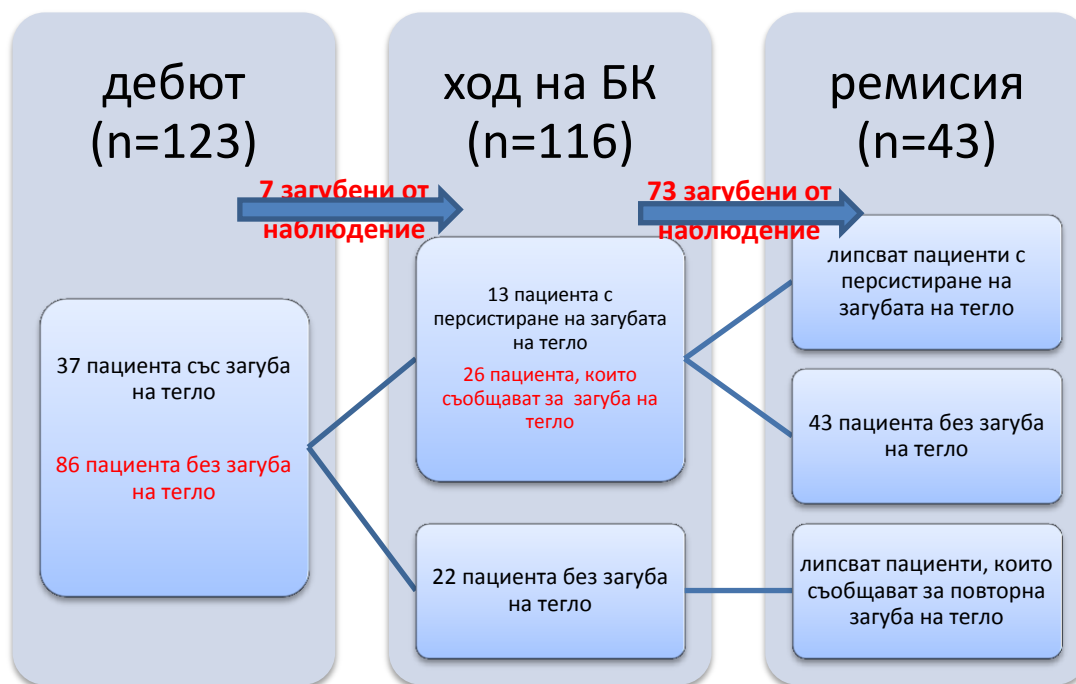 дебют
(n=123)
37 пациента със загуба
на тегло
86 пациента без загуба
на тегло
7 загубени от
наблюдение
ход на БК
(n=116)
13 пациента с
персистиране на загубата
на тегло
26 пациента, които
съобщават за загуба на
тегло
22 пациента без загуба
на тегло
73 загубени от
наблюдение
ремисия
(n=43)
липсват пациенти с
персистиране на
загубата на тегло
43 пациента без загуба
на тегло
липсват пациенти, които
съобщават за повторна
загуба на тегло